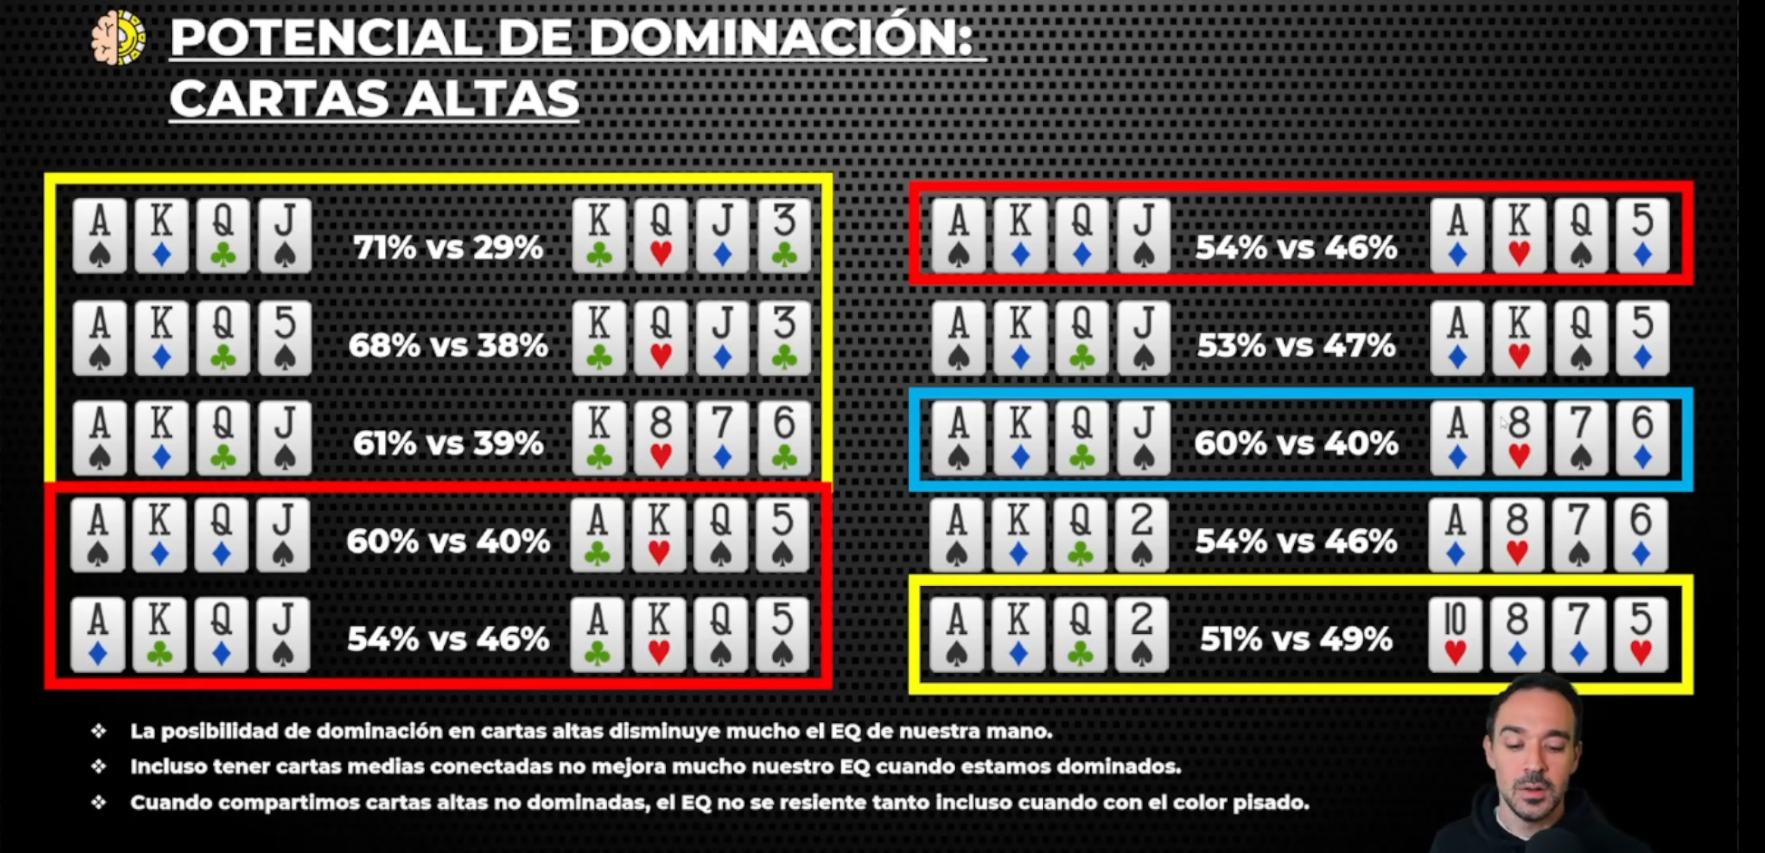 POTENCIAL DE DOMINACIÓN:
CARTAS ALTAS
A K Q J 71% vs 29% K Q J 3
A K Q 5 68% vs 38% K Q J 3
A K Q J 61% vs 39% K 8 7 6
A K Q J 60% vs 40% A K Q 5
A K Q J 54% vs 46% A K Q 5
A K Q J 54% vs 46% A K Q 5
A K Q J 53% vs 47% A K Q 5
A K Q J 60% vs 40% A 8 7 6
A K Q 2 54% vs 46% A 8 7 6
A K Q 2 51% vs 49% 10 8 7 5
La posibilidad de dominación en cartas altas disminuye mucho el EQ de nuestra mano.
Incluso tener cartas medias conectadas no mejora mucho nuestro EQ cuando estamos dominados.
Cuando compartimos cartas altas no dominadas, el EQ no se resiente tanto incluso cuando con el color pisado.